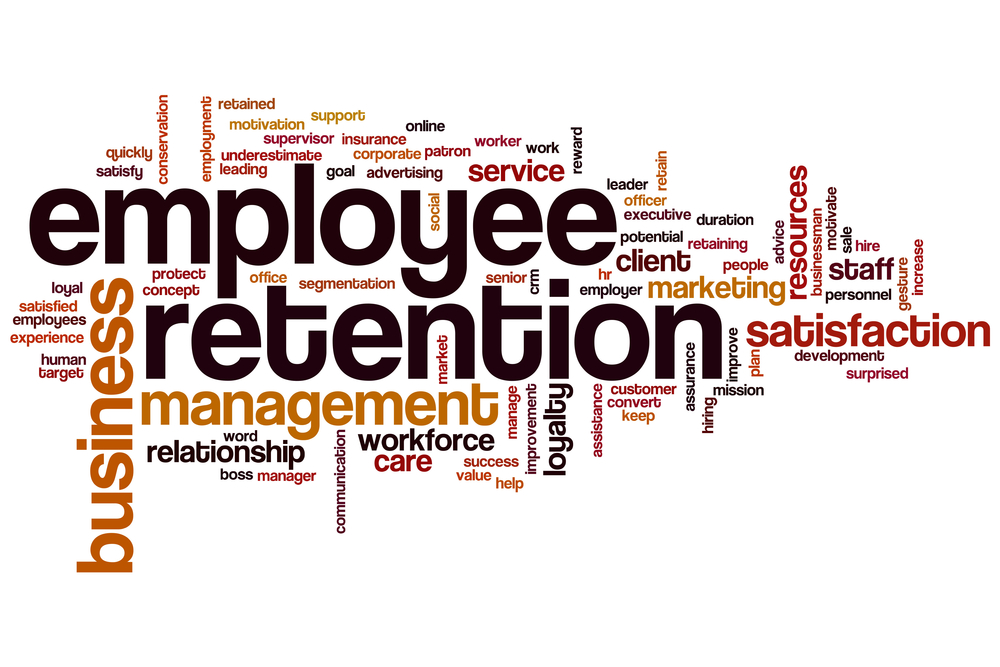 conservation
employment
retained
motivation
support
supervisor
insurance
online
quickly
satisfy
underestimate
leading
goal
corporate
advertising
patron
worker
work
reward
service
employee
social
leader
retain
officer
executive
duration
potential
retaining
client
people
advice
resources
businessman
motivate
sale
hire
staff
personnel
gesture
increase
protect
concept
office
segmentation
senior
crm
hr
employer
marketing
loyal
satisfied
employees
experience
human
target
business
retention
market
satisfaction
development
surprised
improve
plan
assurance
mission
hiring
management
manage
improvement
loyalty
assistance
customer
convert
keep
word
relationship
workforce
care
boss
manager
communication
success
value
help